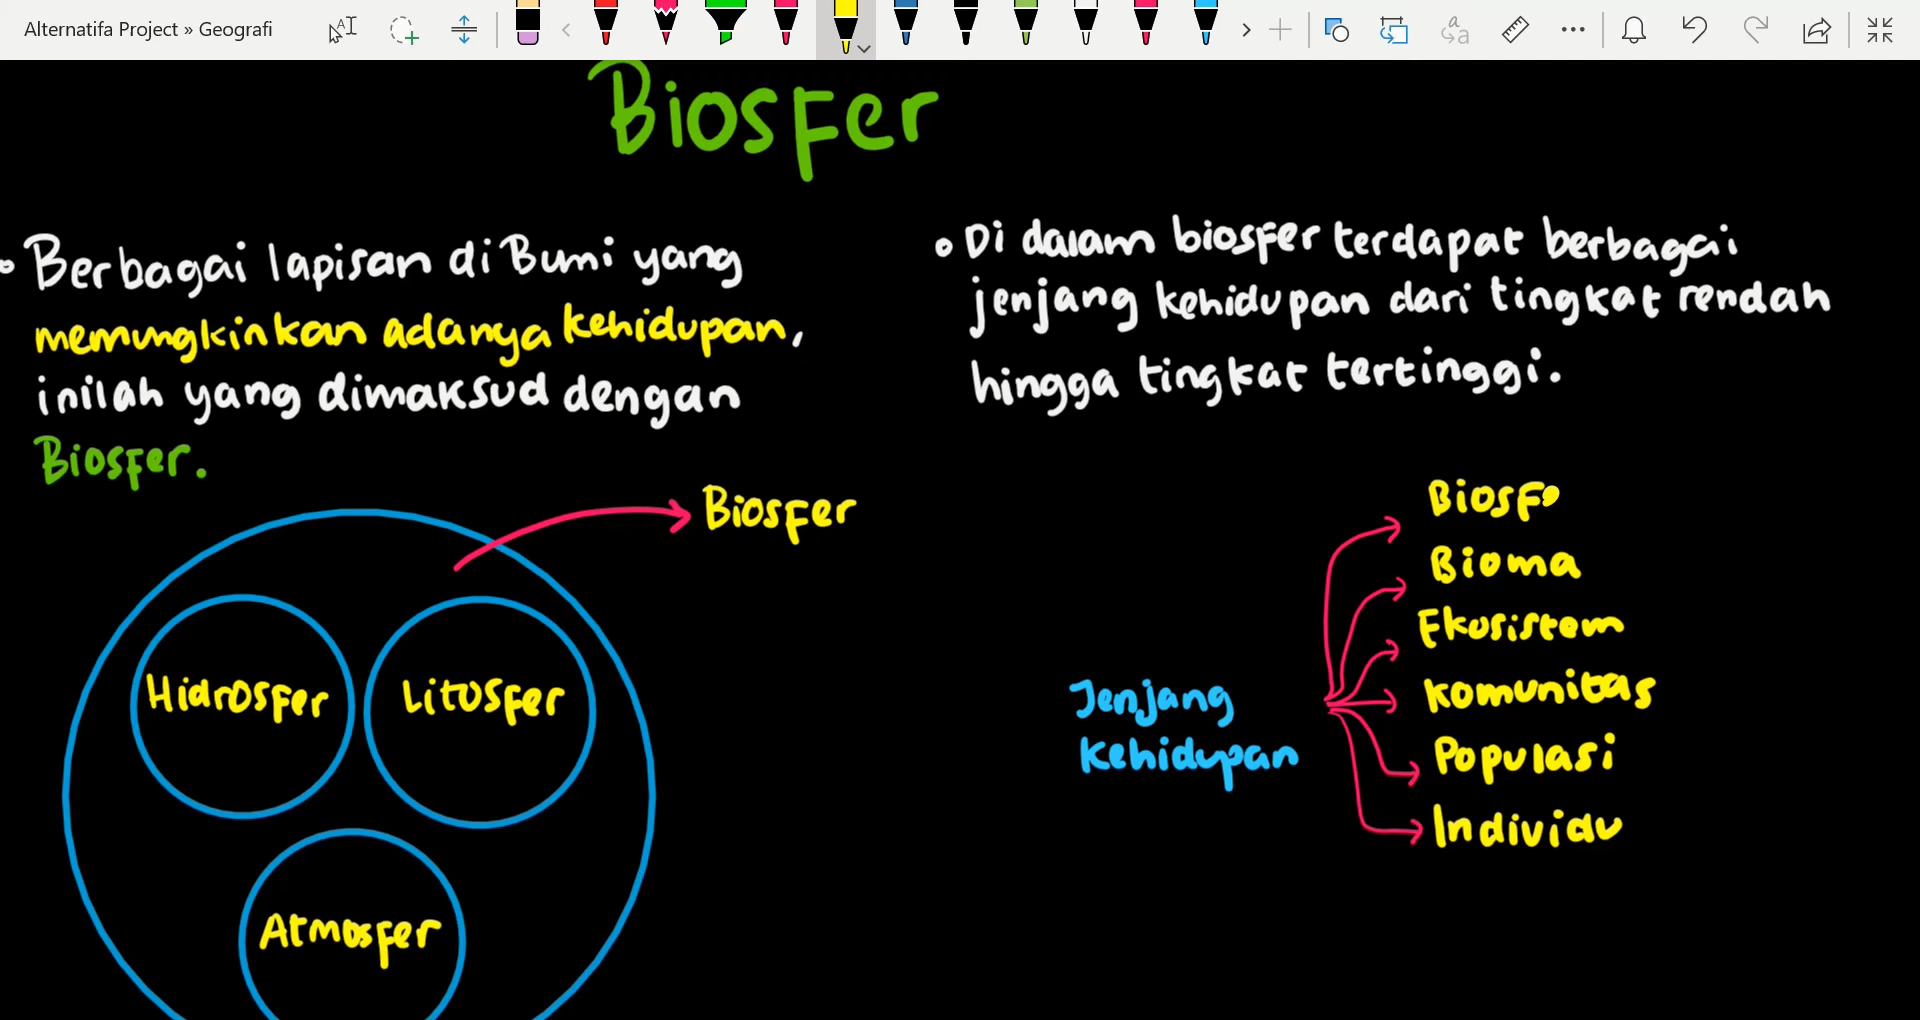 Alternatifa Project » Geografi
Biosfer
Berbagai lapisan di Bumi yang
memungkinkan adanya kehidupan,
inilah yang dimaksud dengan
Biosfer.
Biosfer
Hidrosfer
Litosfer
Atmosfer
Di dalam biosfer terdapat berbagai
jenjang kehidupan dari tingkat rendah
hingga tingkat tertinggi.
Jenjang
Kehidupan
Biosf
Bioma
Ekosistem
Komunitas
Populasi
Individu